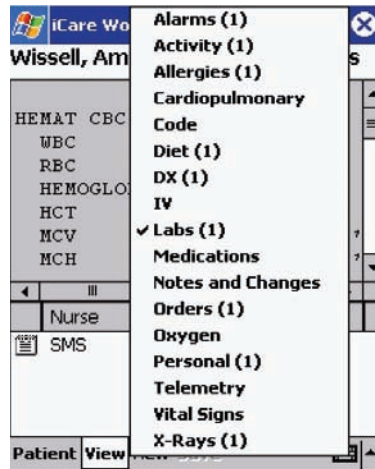 iCare Wo
Wissell, Am
s
HEMAT CBC
WBC
RBC
HEMOGLO
HCT
MCV
MCH
Nurse
SMS
Alarms (1)
Activity (1)
Allergies (1)
Cardiopulmonary
Code
Diet (1)
DX (1)
IV
Labs (1)
Medications
Notes and Changes
Orders (1)
Oxygen
Personal (1)
Telemetry
Vital Signs
X-Rays (1)
Patient View